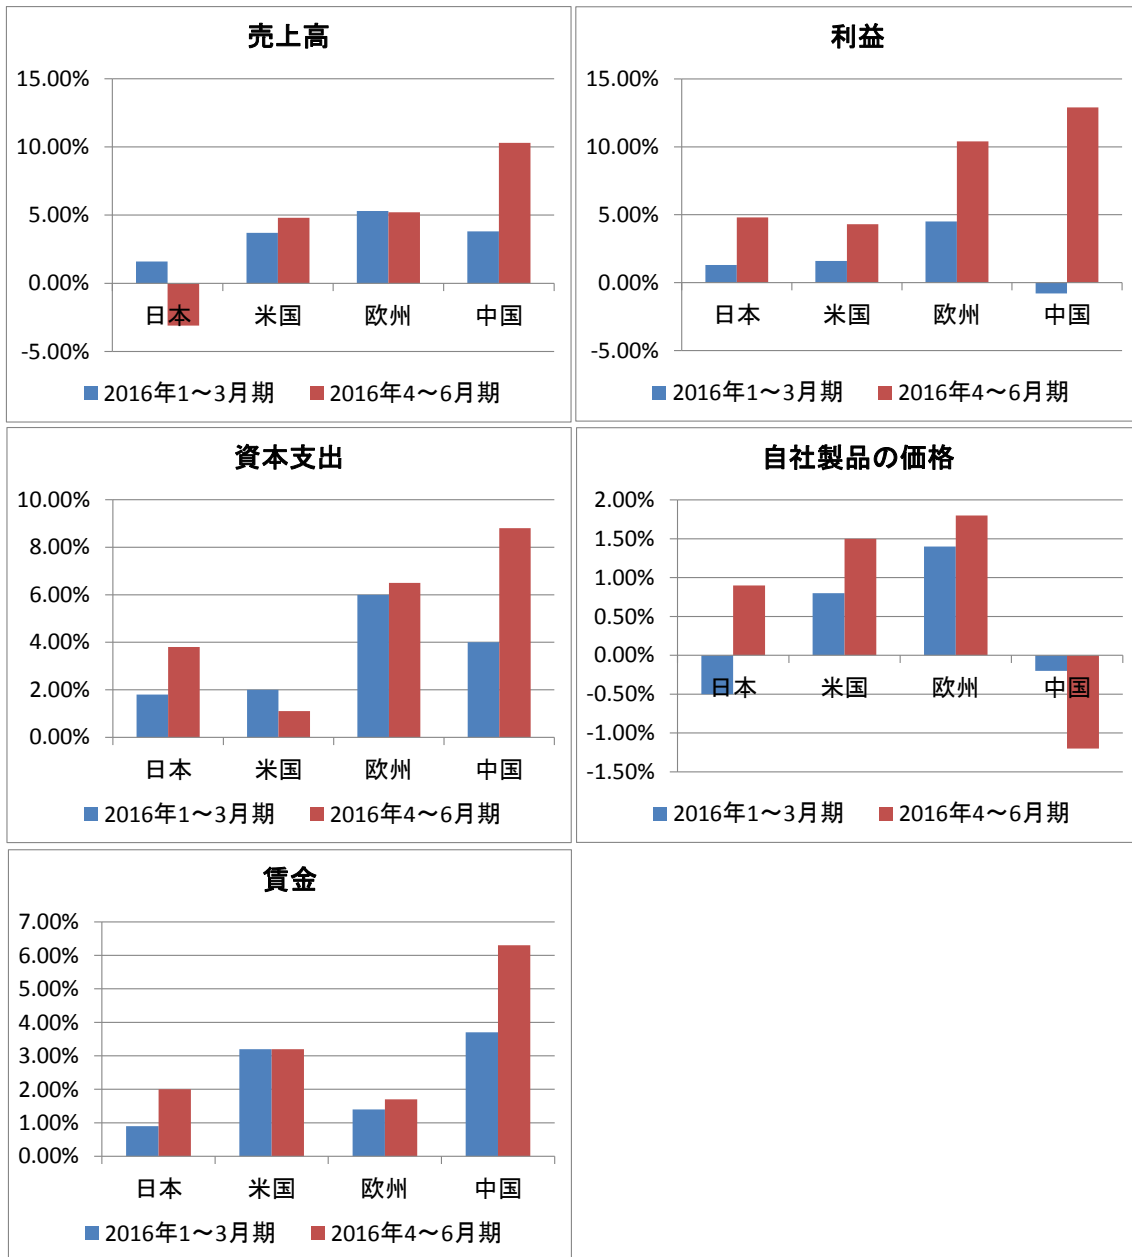 売上高
15.00%
10.00%
5.00%
0.00%
-5.00%
日本 米国 欧州 中国
2016年1～3月期 2016年4～6月期
利益
15.00%
10.00%
5.00%
0.00%
-5.00%
日本 米国 欧州 中国
2016年1～3月期 2016年4～6月期
資本支出
10.00%
8.00%
6.00%
4.00%
2.00%
0.00%
日本 米国 欧州 中国
2016年1～3月期 2016年4～6月期
自社製品の価格
2.00%
1.50%
1.00%
0.50%
0.00%
-0.50%
-1.00%
-1.50%
日本 米国 欧州 中国
2016年1～3月期 2016年4～6月期
賃金
7.00%
6.00%
5.00%
4.00%
3.00%
2.00%
1.00%
0.00%
日本 米国 欧州 中国
2016年1～3月期 2016年4～6月期